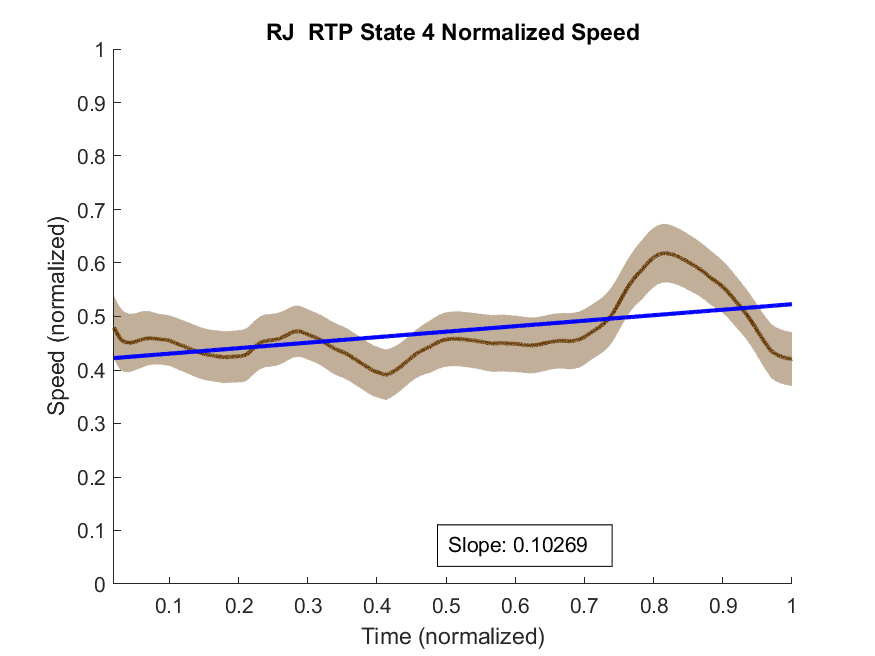 RJ  RTP State 4 Normalized Speed
1
0.9
0.8
0.7
0.6
0.5
0.4
0.3
0.2
0.1
0
Speed (normalized)
Slope: 0.10269
0.1 0.2 0.3 0.4 0.5 0.6 0.7 0.8 0.9 1
Time (normalized)